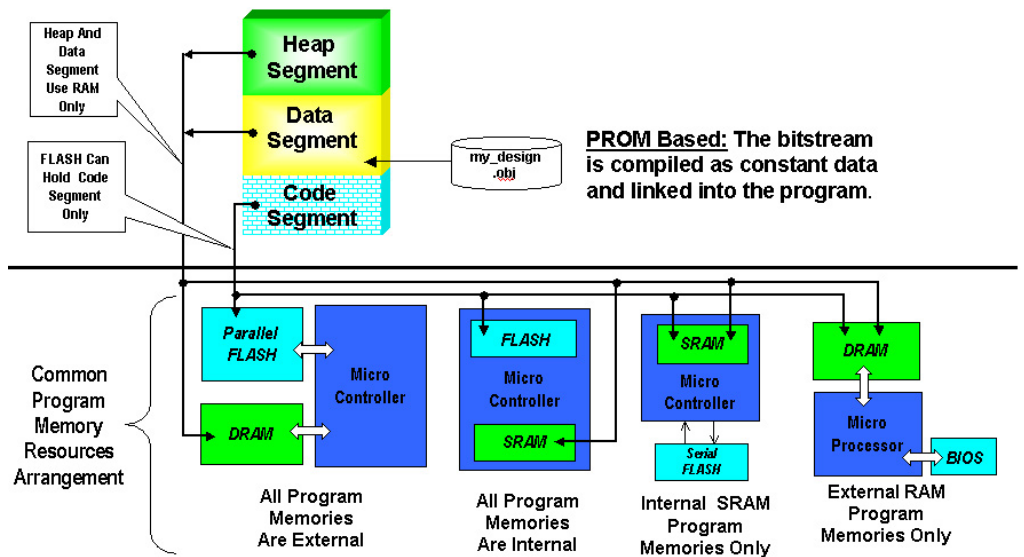 Heap And
Data
Segment
Use RAM
Only
FLASH Can
Hold Code
Segment
Only
Heap
Segment
Data
Segment
Code
Segment
my_design
.obj
PROM Based: The bitstream
is compiled as constant data
and linked into the program.
Common
Program
Memory
Resources
Arrangement
Parallel
FLASH
DRAM
Micro
Controller
All Program
Memories
Are External
FLASH
Micro
Controller
SRAM
All Program
Memories
Are Internal
SRAM
Micro
Controller
Serial
FLASH
Internal SRAM
Program
Memories Only
DRAM
Micro
Processor
BIOS
External RAM
Program
Memories Only